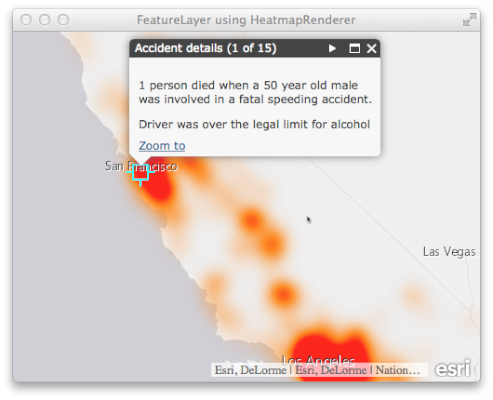 FeatureLayer using HeatmapRenderer
Accident details (1 of 15)
1 person died when a 50 year old male
was involved in a fatal speeding accident.
Driver was over the legal limit for alcohol
Zoom to
San Francisco
Las Vegas
Los Angeles
Esri, DeLorme | Esri, DeLorme | Nation...
esri